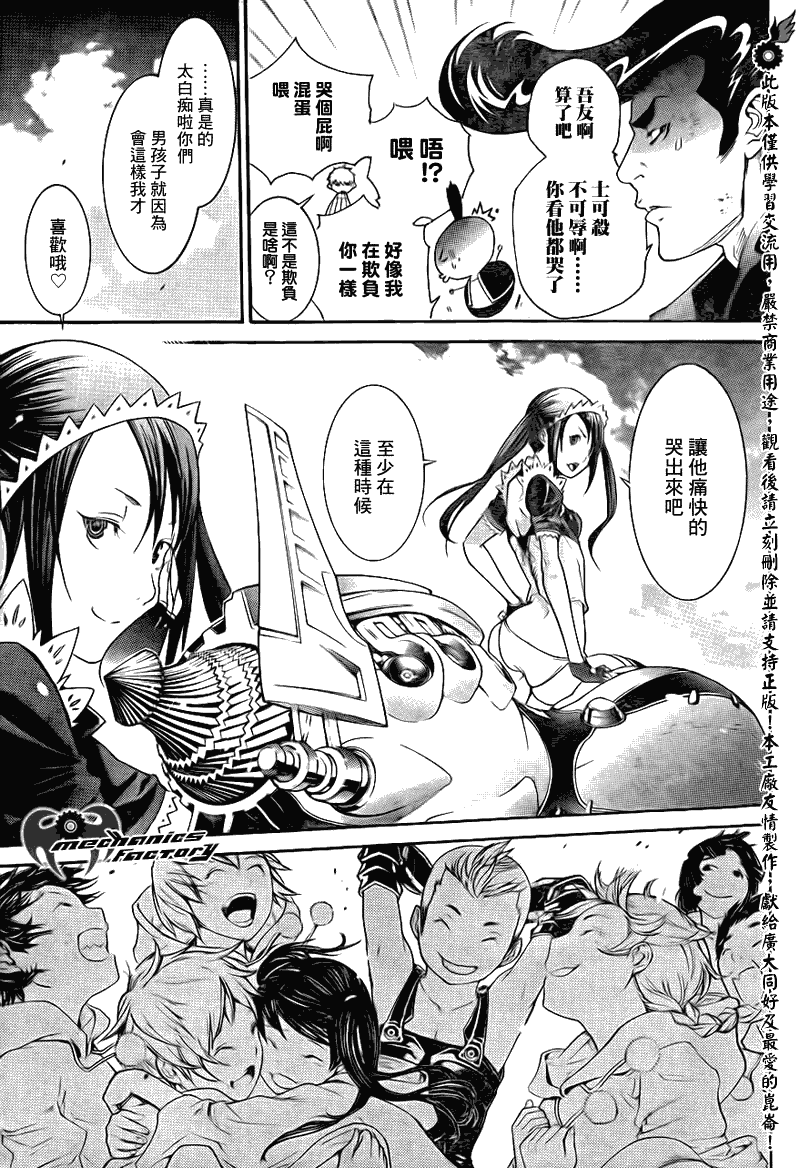 吾友啊
算了吧
士可殺
不可辱啊……
你看他都哭了
唔!?
喂
哭個屁啊
混蛋
喂
好像我
在欺負
你一樣
這不是欺負
是啥啊?
……真是的
太白痴啦你們
男孩子就因為
會這樣我才
喜歡哦♡
讓他痛快的
哭出來吧
至少在
這種時候
mechanics
factory
此版本僅供學習交流用,嚴禁商業用途,觀看後請立刻刪除並請支持正版!本工廠友情製作,獻給廣大同好及最愛的崑崙!